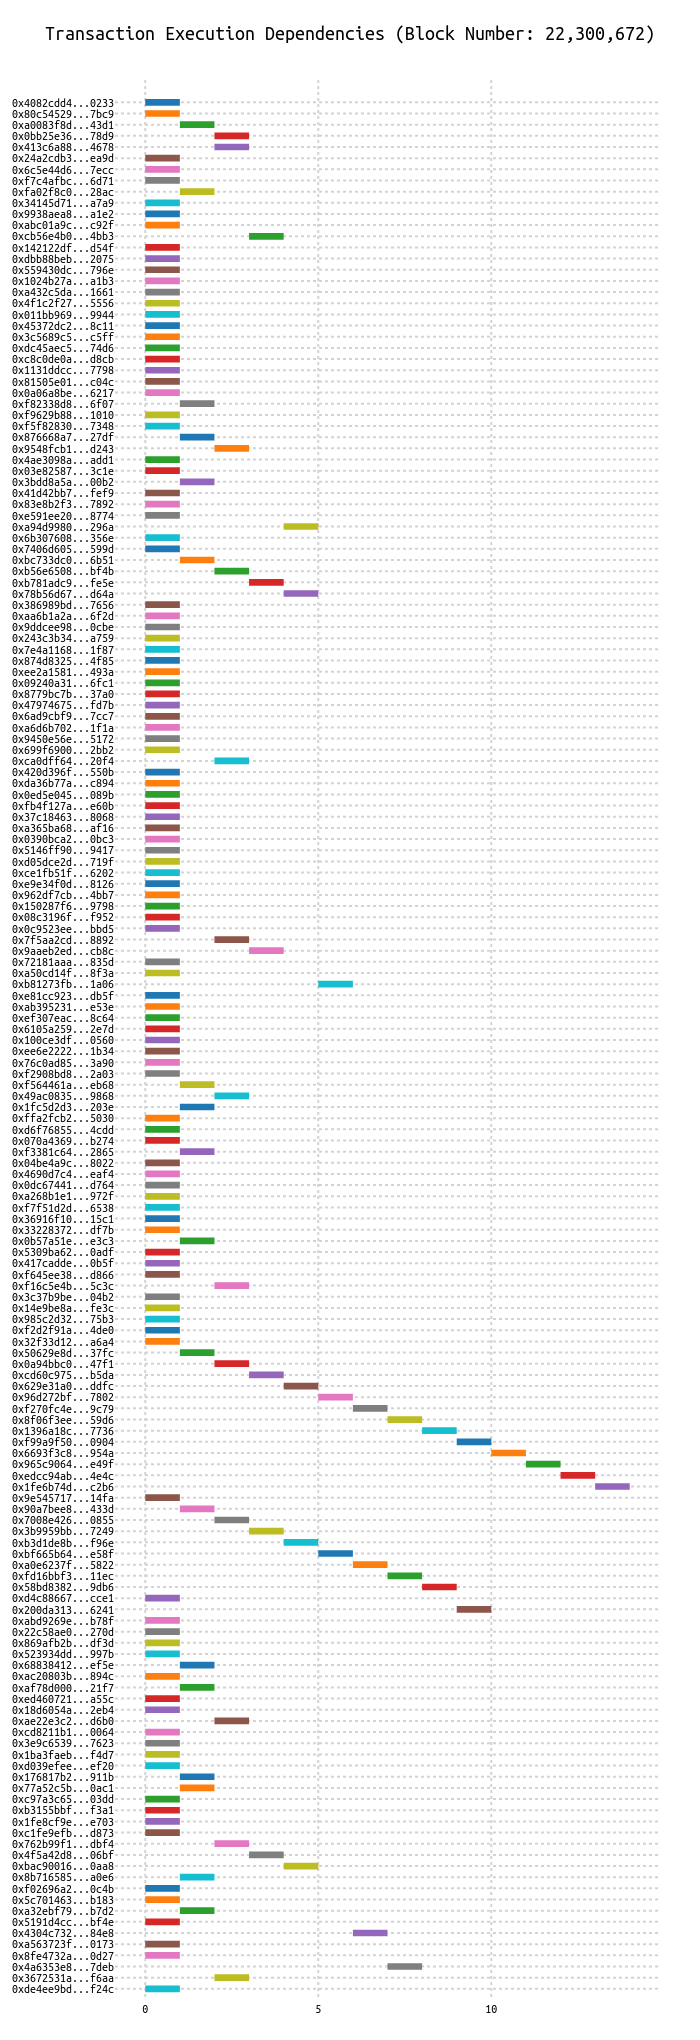 Transaction Execution Dependencies (Block Number: 22,300,672)
0x4082cdd4...0233
0x80c54529...7bc9
0xa0083f8d...43d1
0x0bb25e36...78d9
0x413c6a88...4678
0x24a2cdb3...ea9d
0x6c5e44d6...7ecc
0xf7c4afbc...6d71
0xfa02f8c0...28ac
0x34145d71...a7a9
0x9938aea8...a1e2
0xabc01a9c...c92f
0xcb56e4b0...4bb3
0x142122df...d54f
0xdbb88beb...2075
0x559430dc...796e
0x1024b27a...a1b3
0xa432c5da...1661
0x4f1c2f27...5556
0x011bb969...9944
0x45372dc2...8c11
0x3c5689c5...c5ff
0xdc45aec5...74d6
0xc8c0de0a...d8cb
0x1131ddcc...7798
0x81505e01...c04c
0x0a06a8be...6217
0xf82338d8...6f07
0xf9629b88...1010
0xf5f82830...7348
0x876668a7...27df
0x9548fcb1...d243
0x4ae3098a...add1
0x03e82587...3c1e
0x3bdd8a5a...00b2
0x41d42bb7...fef9
0x83e8b2f3...7892
0xe591ee20...8774
0xa94d9980...296a
0x6b307608...356e
0x7406d605...599d
0xbc733dc0...6b51
0xb56e6508...bf4b
0xb781adc9...fe5e
0x78b56d67...d64a
0x386989bd...7656
0xaa6b1a2a...6f2d
0x9ddcee98...0cbe
0x243c3b34...a759
0x7e4a1168...1f87
0x874d8325...4f85
0xee2a1581...493a
0x09240a31...6fc1
0x8779bc7b...37a0
0x47974675...fd7b
0x6ad9cbf9...7cc7
0xa6d6b702...1f1a
0x9450e56e...5172
0x699f6900...2bb2
0xca0dff64...20f4
0x420d396f...550b
0xda36b77a...c894
0x0ed5e045...089b
0xfb4f127a...e60b
0x37c18463...8068
0xa365ba68...af16
0x0390bca2...0bc3
0x5146ff90...9417
0xd05dce2d...719f
0xce1fb51f...6202
0xe9e34f0d...8126
0x962df7cb...4bb7
0x150287f6...9798
0x08c3196f...f952
0x0c9523ee...bbd5
0x7f5aa2cd...8892
0x9aaeb2ed...cb8c
0x72181aaa...835d
0xa50cd14f...8f3a
0xb81273fb...1a06
0xe81cc923...db5f
0xab395231...e53e
0xef307eac...8c64
0x6105a259...2e7d
0x100ce3df...0560
0xee6e2222...1b34
0x76c0ad85...3a90
0xf2908bd8...2a03
0xf564461a...eb68
0x49ac0835...9868
0x1fc5d2d3...203e
0xffa2fcb2...5030
0xd6f76855...4cdd
0x070a4369...b274
0xf3381c64...2865
0x04be4a9c...8022
0x4690d7c4...eaf4
0x0dc67441...d764
0xa268b1e1...972f
0xf7f51d2d...6538
0x36916f10...15c1
0x33228372...df7b
0x0b57a51e...e3c3
0x5309ba62...0adf
0x417cadde...0b5f
0xf645ee38...d866
0xf16c5e4b...5c3c
0x3c37b9be...04b2
0x14e9be8a...fe3c
0x985c2d32...75b3
0xf2d2f91a...4de0
0x32f33d12...a6a4
0x50629e8d...37fc
0x0a94bbc0...47f1
0xcd60c975...b5da
0x629e31a0...ddfc
0x96d272bf...7802
0xf270fc4e...9c79
0x8f06f3ee...59d6
0x1396a18c...7736
0xf99a9f50...0904
0x6693f3c8...954a
0x965c9064...e49f
0xedcc94ab...4e4c
0x1fe6b74d...c2b6
0x9e545717...14fa
0x90a7bee8...433d
0x7008e426...0855
0x3b9959bb...7249
0xb3d1de8b...f96e
0xbf665b64...e58f
0xa0e6237f...5822
0xfd16bbf3...11ec
0x58bd8382...9db6
0xd4c88667...cce1
0x200da313...6241
0xabd9269e...b78f
0x22c58ae0...270d
0x869afb2b...df3d
0x523934dd...997b
0x68838412...ef5e
0xac20803b...894c
0xaf78d000...21f7
0xed460721...a55c
0x18d6054a...2eb4
0xae22e3c2...d6b0
0xcd8211b1...0064
0x3e9c6539...7623
0x1ba3faeb...f4d7
0xd039efee...ef20
0x176817b2...911b
0x77a52c5b...0ac1
0xc97a3c65...03dd
0xb3155bbf...f3a1
0x1fe8cf9e...e703
0xc1fe9efb...d873
0x762b99f1...dbf4
0x4f5a42d8...06bf
0xbac90016...0aa8
0x8b716585...a0e6
0xf02696a2...0c4b
0x5c701463...b183
0xa32ebf79...b7d2
0x5191d4cc...bf4e
0x4304c732...84e8
0xa563723f...0173
0x8fe4732a...0d27
0x4a6353e8...7deb
0x3672531a...f6aa
0xde4ee9bd...f24c
0 5 10